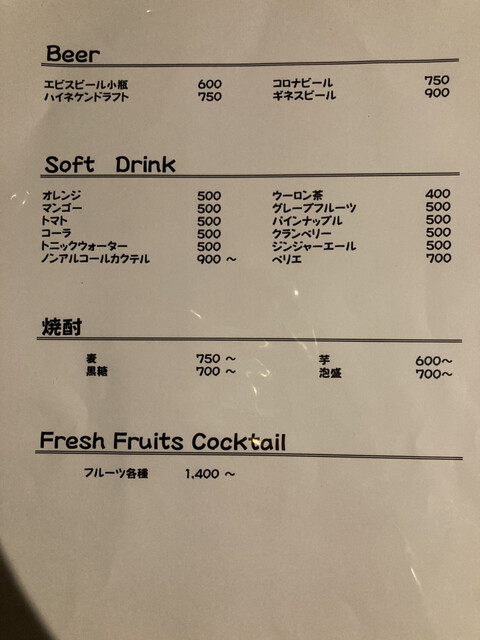 Beer
エビスビール小瓶 600 コロナビール 750
ハイネケンドラフト 750 ギネスビール 900
Soft Drink
オレンジ 500 ウーロン茶 400
マンゴー 500 グレープフルーツ 500
トマト 500 パインナップル 500
コーラ 500 クランベリー 500
トニックウォーター 500 ジンジャーエール 500
ノンアルコールカクテル 900 ～ ペリエ 700
焼酎
麦 750 ～ 芋 600～
黒糖 700 ～ 泡盛 700～
Fresh Fruits Cocktail
フルーツ各種 1,400 ～